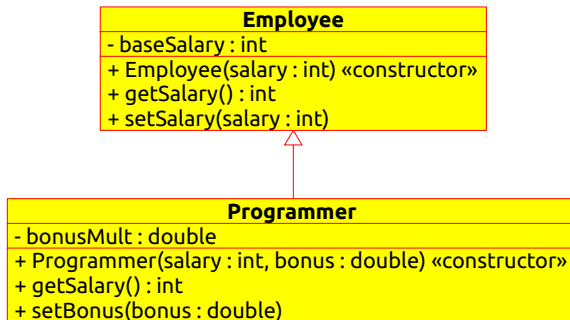 Employee
- baseSalary : int
+ Employee(salary : int) «constructor»
+ getSalary() : int
+ setSalary(salary : int)
Programmer
- bonusMult : double
+ Programmer(salary : int, bonus : double) «constructor»
+ getSalary() : int
+ setBonus(bonus : double)